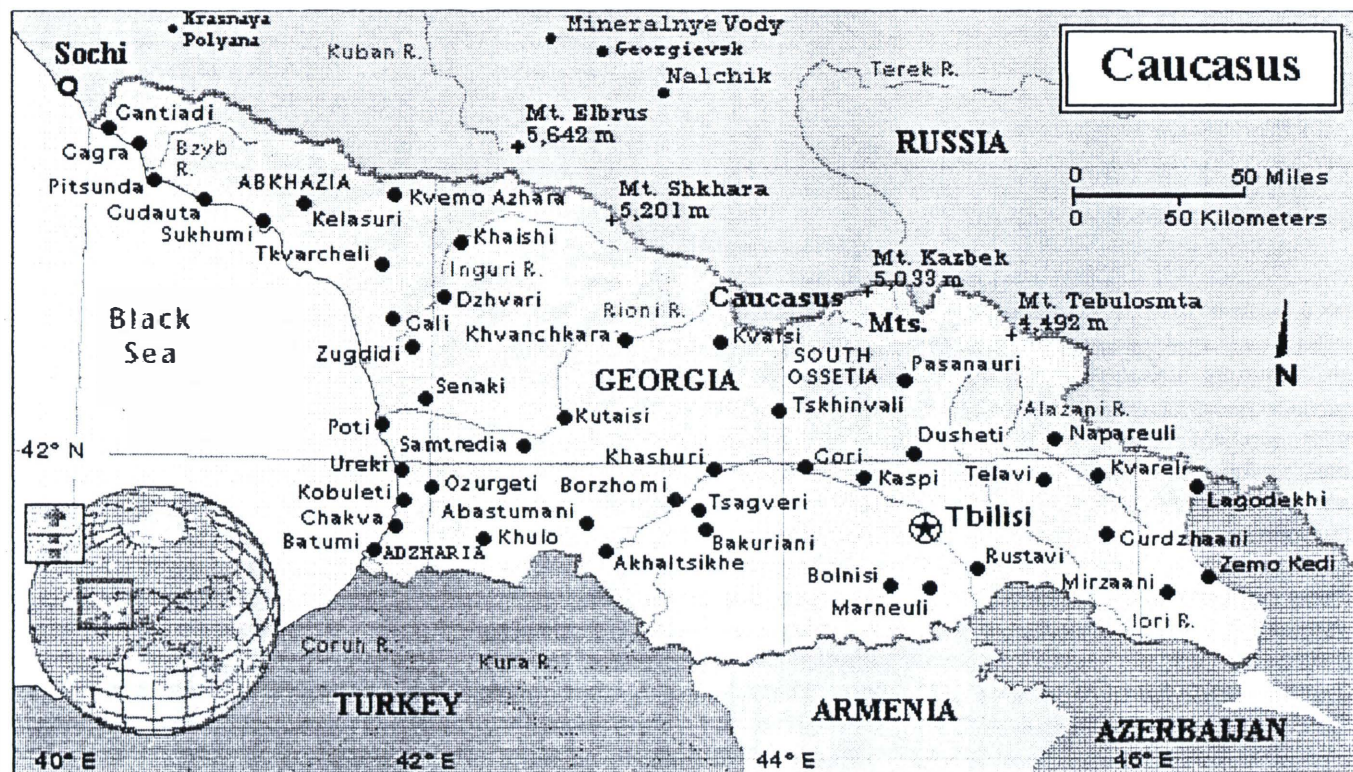 Krasnaya
Polyana
Sochi
Kuban R.
Mineralnye Vody
Georgievsk
Nalchik
Terek R.
Caucasus
Mt. Elbrus
5,642 m
RUSSIA
0 50 Miles
0 50 Kilometers
Gantiadi
Gagra
Bzyb
R.
Pitsunda
ABKHAZIA
Gudauta
Sukhumi
Kelasuri
Kvemo Azhara
Mt. Shkhara
5,201 m
Tkvarcheli
Khaishi
Inguri R.
Mt. Kazbek
5,033 m
Dzhvari
Rioni R.
Caucasus
Mts.
Mt. Tebulosmta
4,492 m
Black
Sea
Gali
Khvanchkara
Kvaisi
Zugdidi
SOUTH
OSSETIA
Pasanauri
N
Senaki
GEORGIA
Kutaisi
Tskhinvali
Alazani R.
Poti
Samtredia
Dusheti
Napareuli
42° N
Ureki
Khashuri
Gori
Kaspi
Telavi
Kvareli
Lagodekhi
Kobuleti
Ozurgeti
Borzhomi
Tsagveri
Chakva
Abastumani
Tbilisi
Batumi
ADZHARIA
Khulo
Bakuriani
Gurdzhaani
Akhaltsikhe
Rustavi
Bolnisi
Zemo Kedi
Marneuli
Mirzaani
Iori R.
Coruh R.
Kura R.
TURKEY
ARMENIA
AZERBAIJAN
40° E
42° E
44° E
46° E